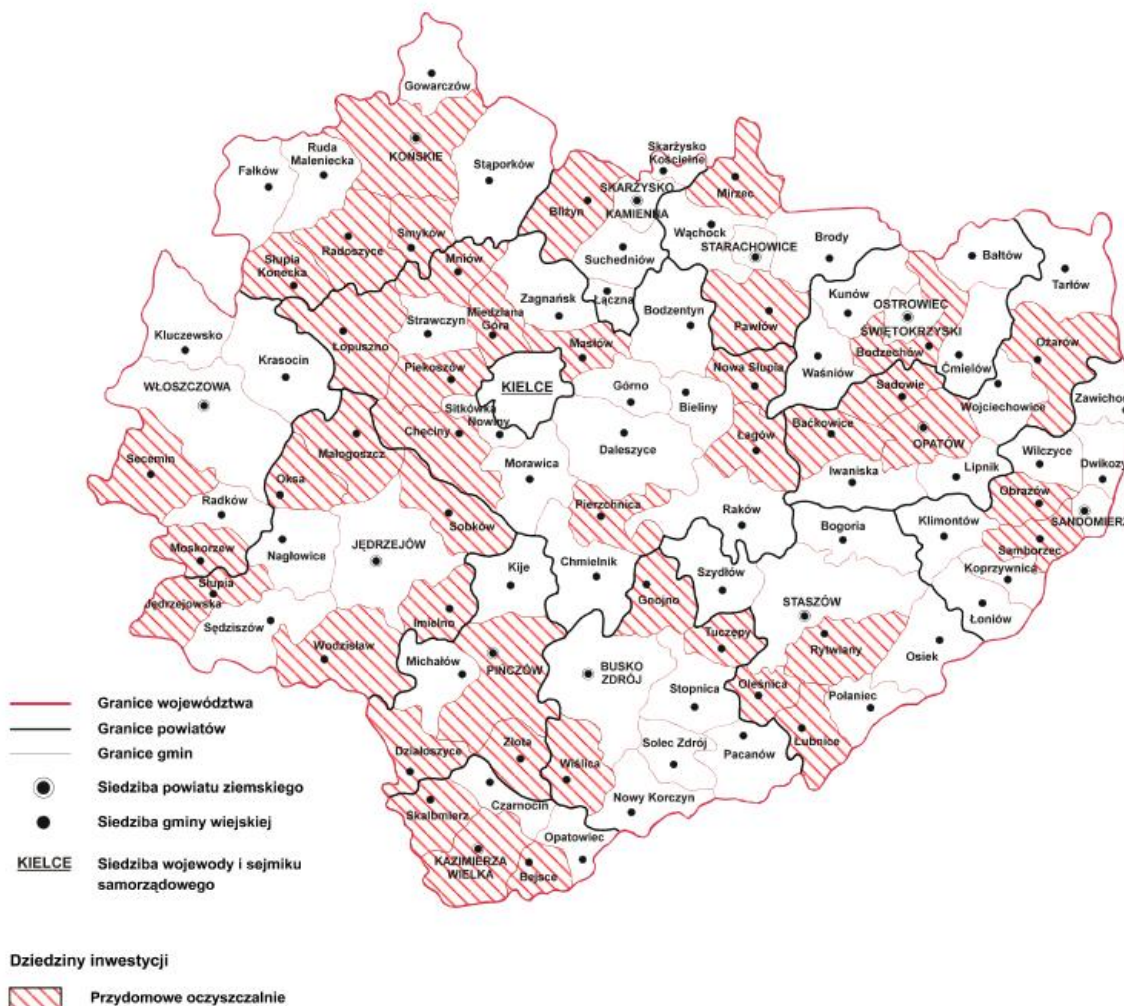 Gowarczów
KOŃSKIE
Ruda
Maleniecka
Fałków
Stąporków
Skarżysko
Kościelne
SKARŻYSKO
KAMIENNA
Bliżyn
Mirzec
Wąchock
STARACHOWICE
Brody
Smyków
Radoszyce
Słupia
Konecka
Mniów
Suchedniów
Łączna
Zagnańsk
Bodzentyn
Bałtów
Tarłów
Kunów
OSTROWIEC
ŚWIĘTOKRZYSKI
Bodzechów
Ćmielów
Ożarów
Kluczewsko
Krasocin
Łopuszno
Strawczyn
Miedziana
Góra
Masłów
Pawłów
Waśniów
Sadowie
Wojciechowice
Zawichos
WŁOSZCZOWA
Piekoszów
KIELCE
Górno
Bieliny
Nowa Słupia
Baćkowice
OPATÓW
Sitkówka
Nowiny
Chęciny
Małogoszcz
Morawica
Daleszyce
Łagów
Iwaniska
Lipnik
Wilczyce
Dwikozy
Secemin
Oksa
Radków
Obrazów
SANDOMIERZ
Sobków
Pierzchnica
Raków
Bogoria
Klimontów
Samborzec
Moskorzew
Nagłowice
JĘDRZEJÓW
Kije
Chmielnik
Szydłów
Koprzywnica
Słupia
Jędrzejowska
Sędziszów
Imielno
Gnojno
STASZÓW
Łoniów
Wodzisław
Michałów
PIŃCZÓW
Tuczępy
Rytwiany
Osiek
BUSKO
ZDRÓJ
Stopnica
Oleśnica
Połaniec
Działoszyce
Złota
Wiślica
Solec Zdrój
Pacanów
Łubnice
Skalbmierz
Czarnocin
Nowy Korczyn
Opatowiec
KAZIMIERZA
WIELKA
Bejsce
Granice województwa
Granice powiatów
Granice gmin
Siedziba powiatu ziemskiego
Siedziba gminy wiejskiej
KIELCE Siedziba wojewody i sejmiku
samorządowego
Dziedziny inwestycji
Przydomowe oczyszczalnie